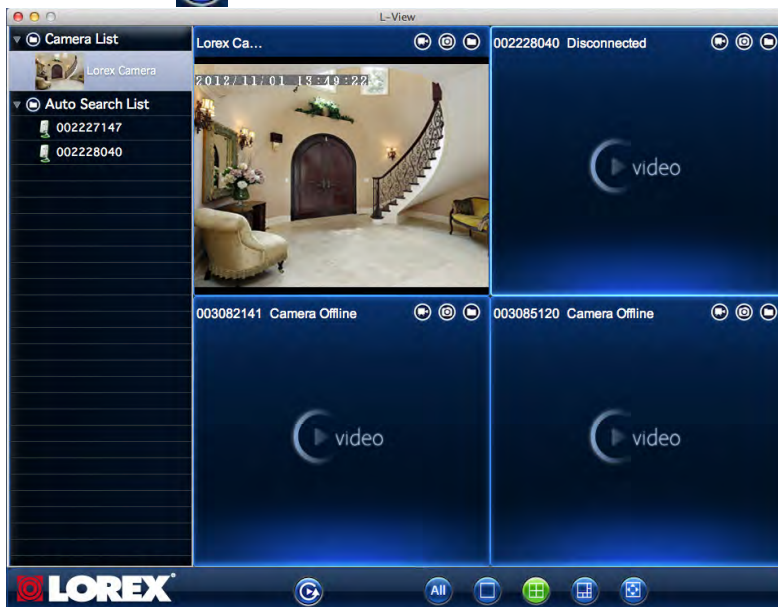 L-View
Camera List
Lorex Camera
Auto Search List
002227147
002228040
Lorex Ca...
2012/11/01 13:49:22
002228040 Disconnected
video
003082141 Camera Offline
video
003085120 Camera Offline
video
LOREX
All